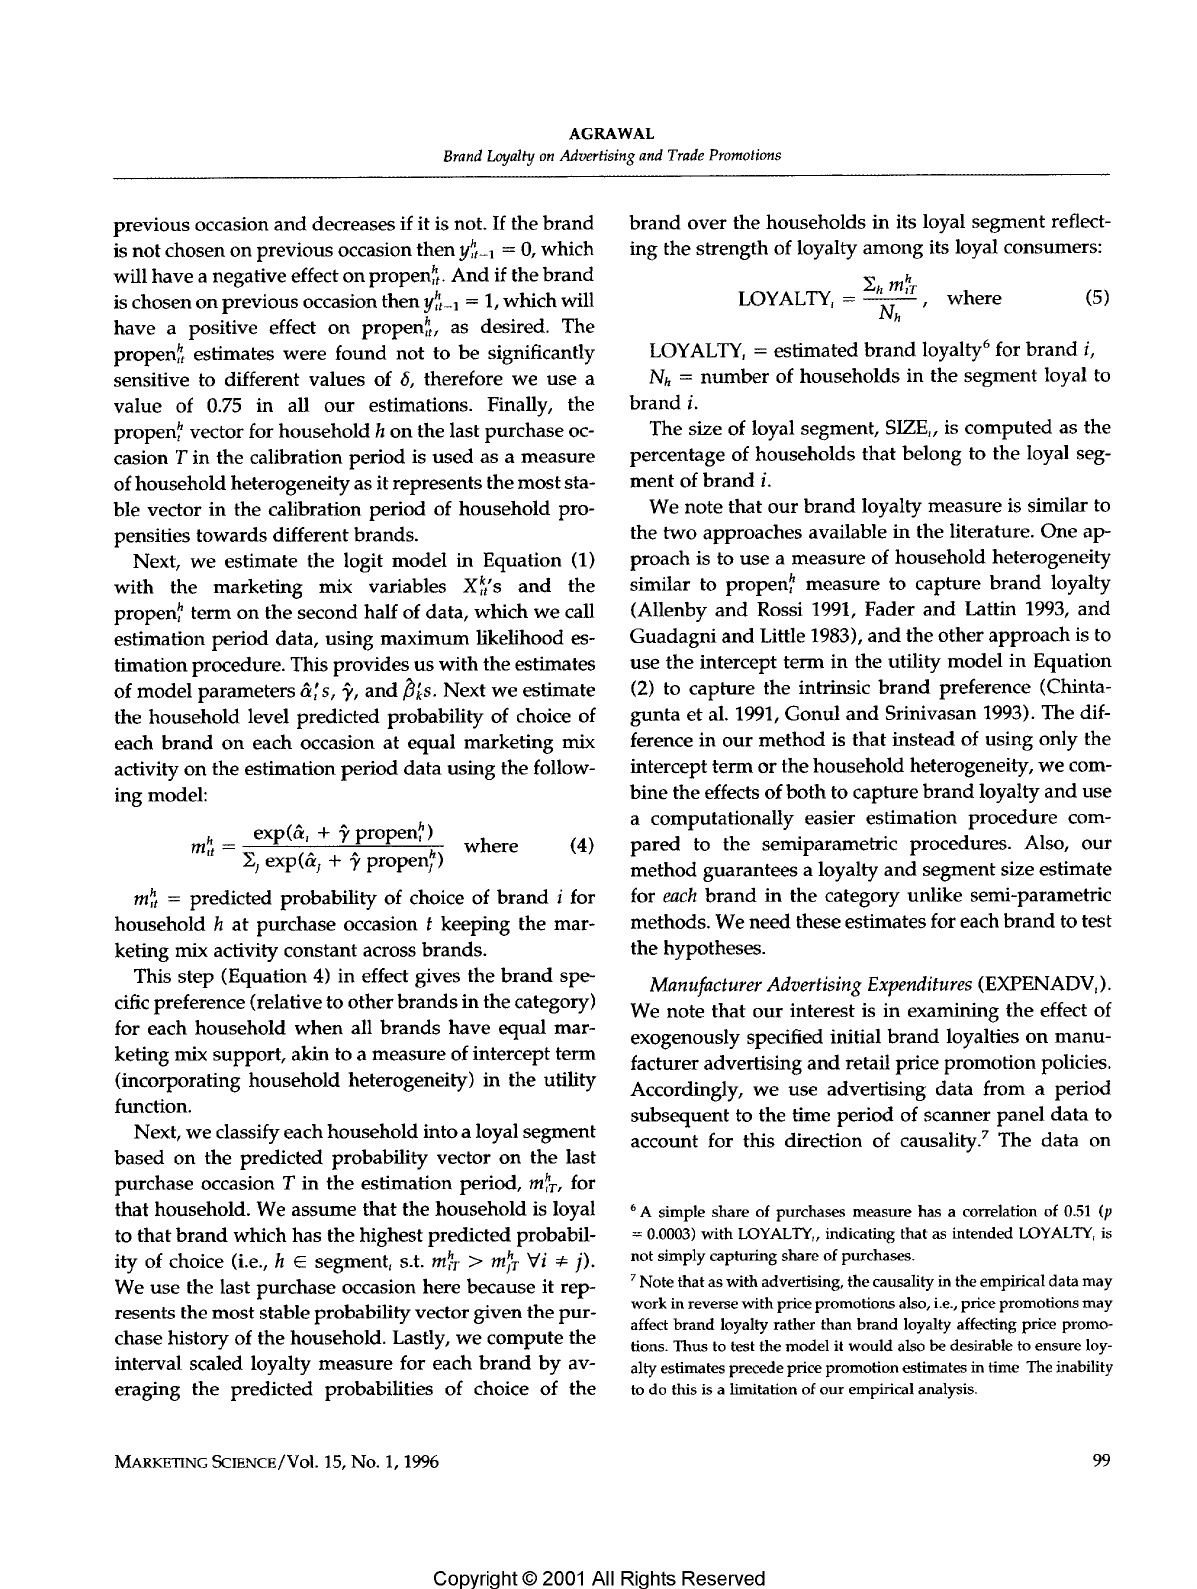 AGRAWAL
Brand Loyalty on Advertising and Trade Promotions
previous occasion and decreases if it is not. If the brand
is not chosen on previous occasion then y^h_{it−1} = 0, which
will have a negative effect on propen^h_{it}. And if the brand
is chosen on previous occasion then y^h_{it−1} = 1, which will
have a positive effect on propen^h_{it}, as desired. The
propen^h_{it} estimates were found not to be significantly
sensitive to different values of δ, therefore we use a
value of 0.75 in all our estimations. Finally, the
propen^h_i vector for household h on the last purchase oc-
casion T in the calibration period is used as a measure
of household heterogeneity as it represents the most sta-
ble vector in the calibration period of household pro-
pensities towards different brands.
Next, we estimate the logit model in Equation (1)
with the marketing mix variables X^k_{it}'s and the
propen^h_i term on the second half of data, which we call
estimation period data, using maximum likelihood es-
timation procedure. This provides us with the estimates
of model parameters α̂_i's, γ̂, and β̂_k's. Next we estimate
the household level predicted probability of choice of
each brand on each occasion at equal marketing mix
activity on the estimation period data using the follow-
ing model:
m^h_{it} = exp(α̂_i + γ̂ propen^h_i) / Σ_j exp(α̂_j + γ̂ propen^h_j) where (4)
m^h_{it} = predicted probability of choice of brand i for
household h at purchase occasion t keeping the mar-
keting mix activity constant across brands.
This step (Equation 4) in effect gives the brand spe-
cific preference (relative to other brands in the category)
for each household when all brands have equal mar-
keting mix support, akin to a measure of intercept term
(incorporating household heterogeneity) in the utility
function.
Next, we classify each household into a loyal segment
based on the predicted probability vector on the last
purchase occasion T in the estimation period, m^h_{iT}, for
that household. We assume that the household is loyal
to that brand which has the highest predicted probabil-
ity of choice (i.e., h ∈ segment_i s.t. m^h_{iT} > m^h_{jT} ∀i ≠ j).
We use the last purchase occasion here because it rep-
resents the most stable probability vector given the pur-
chase history of the household. Lastly, we compute the
interval scaled loyalty measure for each brand by av-
eraging the predicted probabilities of choice of the
brand over the households in its loyal segment reflect-
ing the strength of loyalty among its loyal consumers:
LOYALTY_i = Σ_h m^h_{iT} / N_h , where (5)
LOYALTY_i = estimated brand loyalty⁶ for brand i,
N_h = number of households in the segment loyal to
brand i.
The size of loyal segment, SIZE_i, is computed as the
percentage of households that belong to the loyal seg-
ment of brand i.
We note that our brand loyalty measure is similar to
the two approaches available in the literature. One ap-
proach is to use a measure of household heterogeneity
similar to propen^h_i measure to capture brand loyalty
(Allenby and Rossi 1991, Fader and Lattin 1993, and
Guadagni and Little 1983), and the other approach is to
use the intercept term in the utility model in Equation
(2) to capture the intrinsic brand preference (Chinta-
gunta et al. 1991, Gonul and Srinivasan 1993). The dif-
ference in our method is that instead of using only the
intercept term or the household heterogeneity, we com-
bine the effects of both to capture brand loyalty and use
a computationally easier estimation procedure com-
pared to the semiparametric procedures. Also, our
method guarantees a loyalty and segment size estimate
for each brand in the category unlike semi-parametric
methods. We need these estimates for each brand to test
the hypotheses.
Manufacturer Advertising Expenditures (EXPENADV_i).
We note that our interest is in examining the effect of
exogenously specified initial brand loyalties on manu-
facturer advertising and retail price promotion policies.
Accordingly, we use advertising data from a period
subsequent to the time period of scanner panel data to
account for this direction of causality.⁷ The data on
⁶ A simple share of purchases measure has a correlation of 0.51 (p
= 0.0003) with LOYALTY_i, indicating that as intended LOYALTY_i is
not simply capturing share of purchases.
⁷ Note that as with advertising, the causality in the empirical data may
work in reverse with price promotions also, i.e., price promotions may
affect brand loyalty rather than brand loyalty affecting price promo-
tions. Thus to test the model it would also be desirable to ensure loy-
alty estimates precede price promotion estimates in time The inability
to do this is a limitation of our empirical analysis.
MARKETING SCIENCE/Vol. 15, No. 1, 1996
99
Copyright © 2001 All Rights Reserved